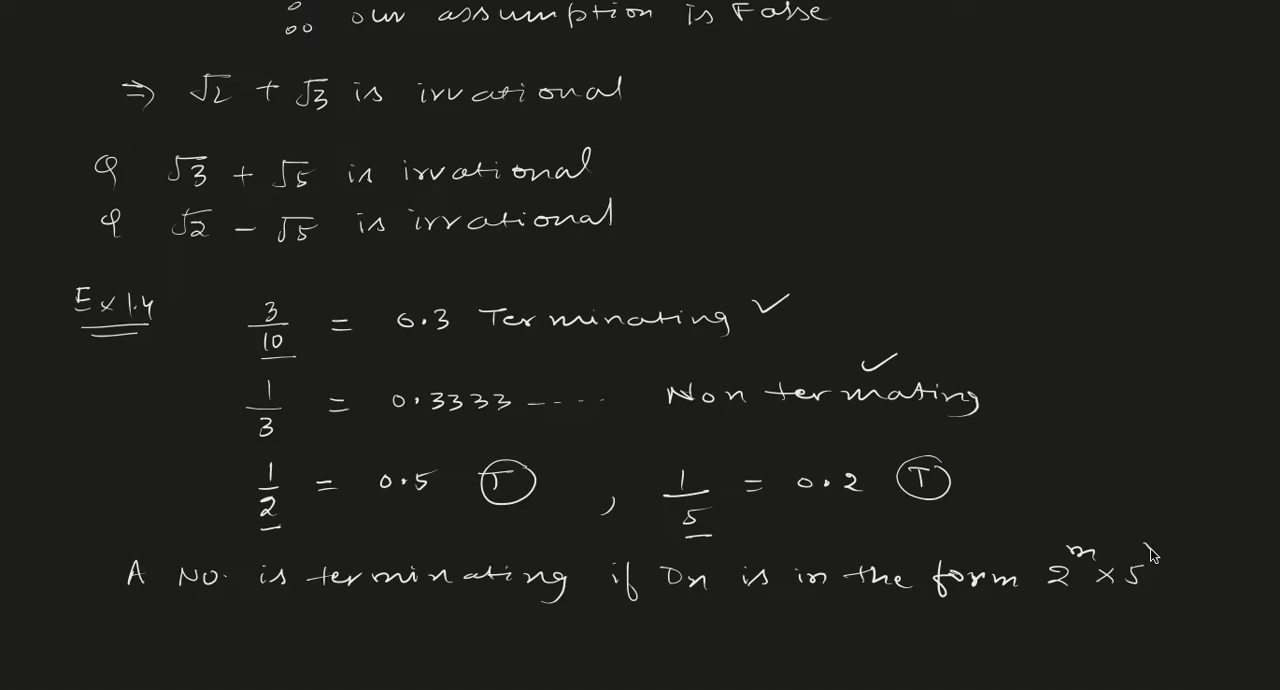 ∴ our assumption is False
⇒ √2 + √3 is irrational
Q √3 + √5 is irrational
Q √2 - √5 is irrational
Ex 1.4 3/10 = 0.3 Terminating ✓
1/3 = 0.3333 ----.... Non termating ✓
1/2 = 0.5 T , 1/5 = 0.2 T
A No. is terminating if Dn is in the form 2^m × 5